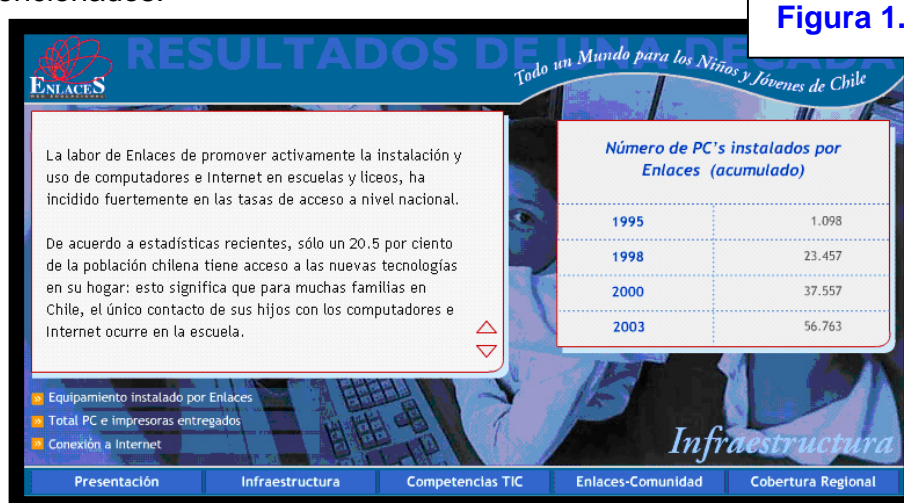 encionados.
Figura 1.
RESULTADOS DE UNA DECADA
ENLACES
RED EDUCACIONAL
Todo un Mundo para los Niños y Jóvenes de Chile
La labor de Enlaces de promover activamente la instalación y
uso de computadores e Internet en escuelas y liceos, ha
incidido fuertemente en las tasas de acceso a nivel nacional.
De acuerdo a estadísticas recientes, sólo un 20.5 por ciento
de la población chilena tiene acceso a las nuevas tecnologías
en su hogar: esto significa que para muchas familias en
Chile, el único contacto de sus hijos con los computadores e
Internet ocurre en la escuela.
Número de PC's instalados por
Enlaces (acumulado)
1995 1.098
1998 23.457
2000 37.557
2003 56.763
Equipamiento instalado por Enlaces
Total PC e impresoras entregados
Conexión a Internet
Infraestructura
Presentación Infraestructura Competencias TIC Enlaces-Comunidad Cobertura Regional